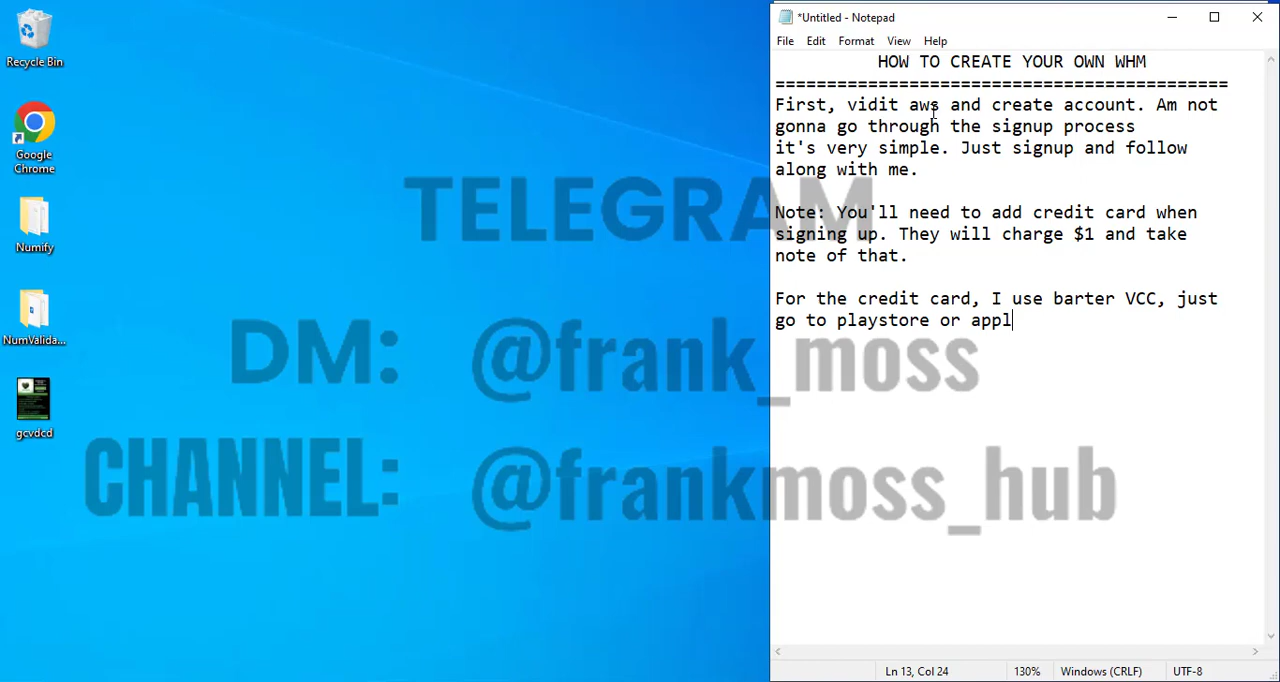 Recycle Bin
Google
Chrome
Numify
NumValida...
gcvdcd
*Untitled - Notepad
File Edit Format View Help
HOW TO CREATE YOUR OWN WHM
============================================
First, vidit aws and create account. Am not
gonna go through the signup process
it's very simple. Just signup and follow
along with me.
Note: You'll need to add credit card when
signing up. They will charge $1 and take
note of that.
For the credit card, I use barter VCC, just
go to playstore or appl
Ln 13, Col 24 130% Windows (CRLF) UTF-8
TELEGRAM
DM: @frank_moss
CHANNEL: @frankmoss_hub